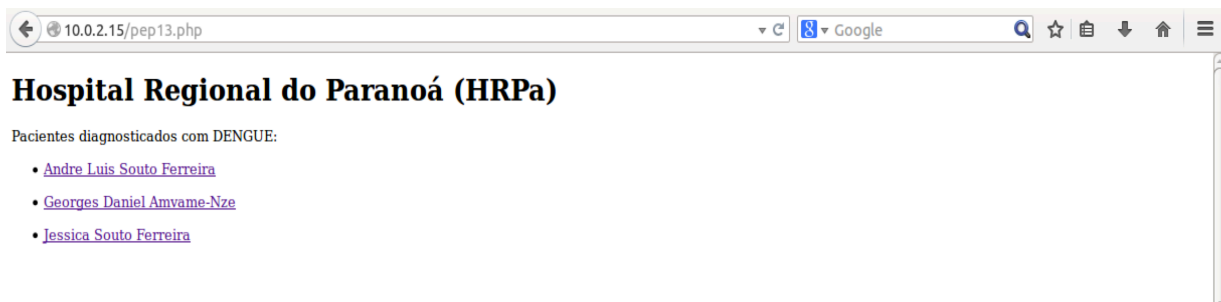 10.0.2.15/pep13.php
Google
Hospital Regional do Paranoá (HRPa)
Pacientes diagnosticados com DENGUE:
• Andre Luis Souto Ferreira
• Georges Daniel Amvame-Nze
• Jessica Souto Ferreira